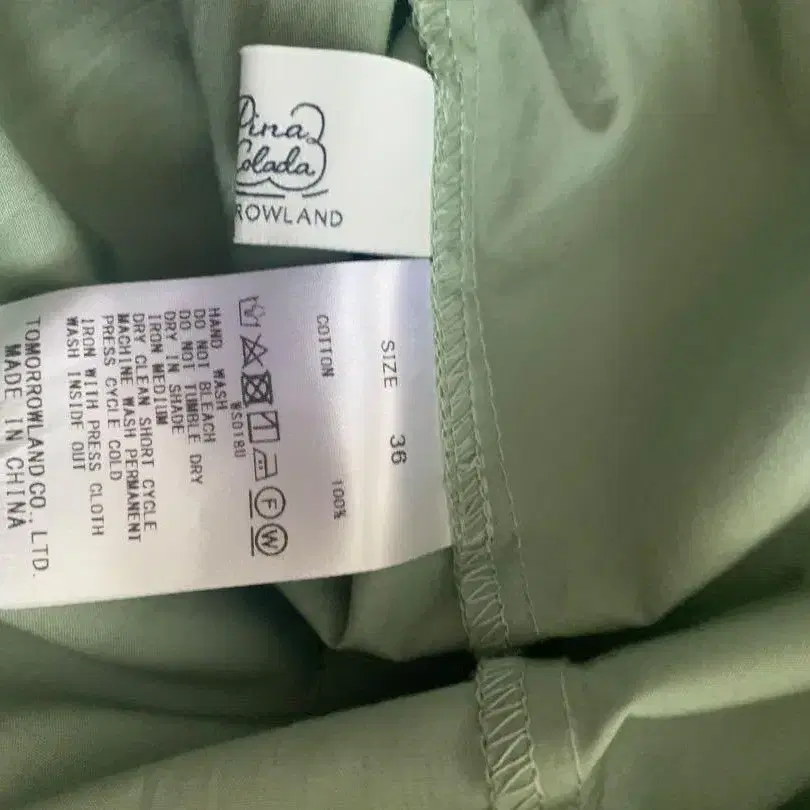 Pina
Colada
ROWLAND
SIZE 36
COTTON 100%
F W
WS018U
HAND WASH
DO NOT BLEACH
DO NOT TUMBLE DRY
DRY IN SHADE
IRON MEDIUM
DRY CLEAN SHORT CYCLE
MACHINE WASH PERMANENT
PRESS CYCLE COLD
IRON WITH PRESS CLOTH
WASH INSIDE OUT
TOMORROWLAND CO., LTD.
MADE IN CHINA